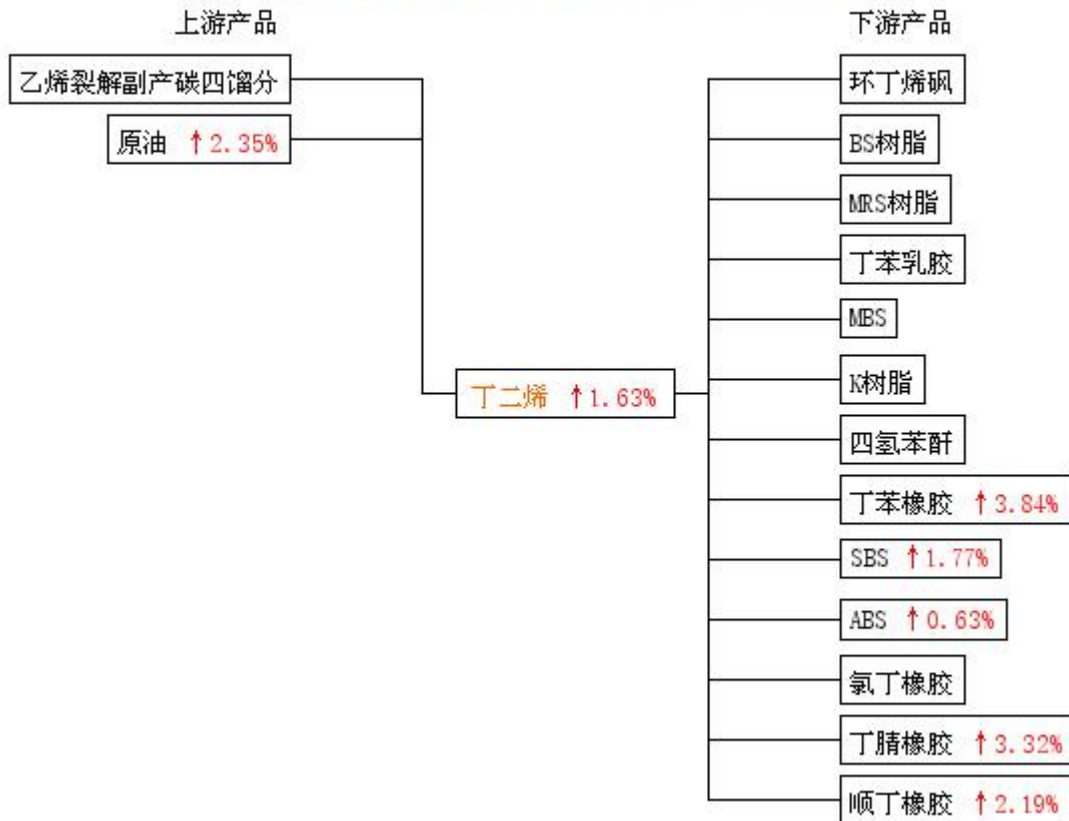 上游产品
乙烯裂解副产碳四馏分
原油 ↑2.35%
丁二烯 ↑1.63%
下游产品
环丁烯砜
BS树脂
MRS树脂
丁苯乳胶
MBS
K树脂
四氢苯酐
丁苯橡胶 ↑3.84%
SBS ↑1.77%
ABS ↑0.63%
氯丁橡胶
丁腈橡胶 ↑3.32%
顺丁橡胶 ↑2.19%